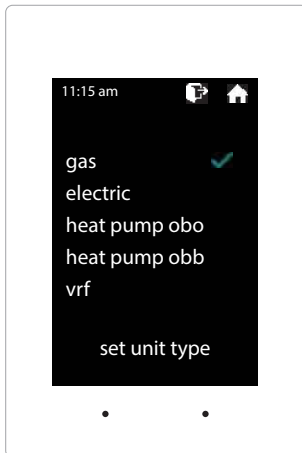 11:15 am
gas
electric
heat pump obo
heat pump obb
vrf
set unit type